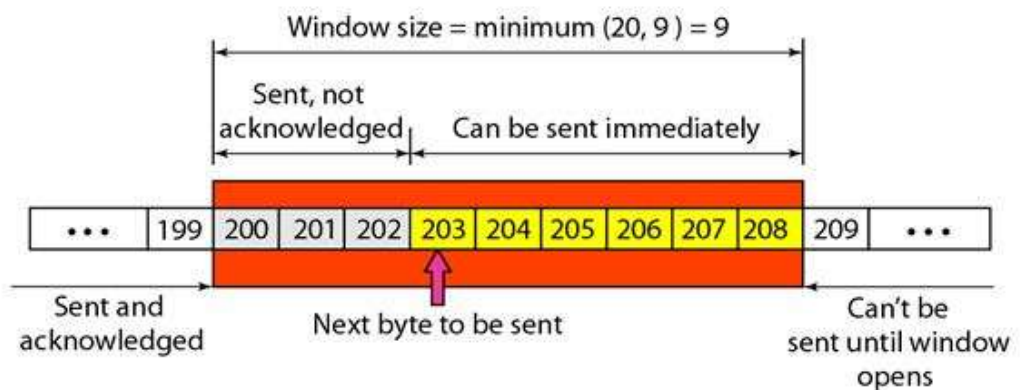 Window size = minimum (20, 9 ) = 9
Sent, not
acknowledged
Can be sent immediately
••• 199 200 201 202 203 204 205 206 207 208 209 •••
Sent and
acknowledged
Next byte to be sent
Can't be
sent until window
opens